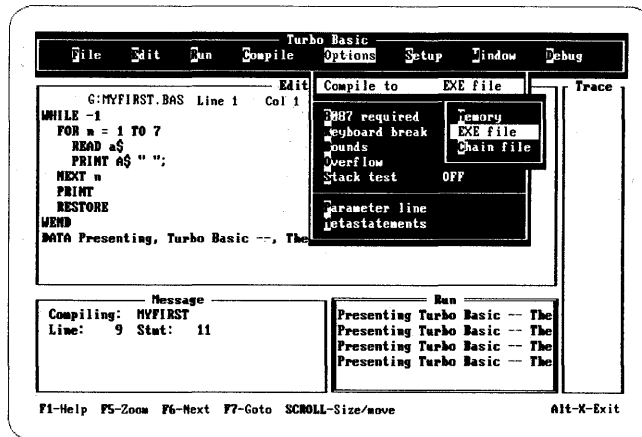 Turbo Basic
File Edit Run Compile Options Setup Window Debug
Edit
Trace
G:MYFIRST.BAS Line 1 Col 1
WHILE -1
FOR n = 1 TO 7
READ a$
PRINT A$ " ";
NEXT n
PRINT
RESTORE
WEND
DATA Presenting, Turbo Basic --, The
Compile to EXE file
8087 required
Keyboard break
Bounds
Overflow
Stack test OFF
Parameter line
Metastatements
Memory
EXE file
Chain file
Message
Compiling: MYFIRST
Line: 9 Stmt: 11
Run
Presenting Turbo Basic -- The
Presenting Turbo Basic -- The
Presenting Turbo Basic -- The
Presenting Turbo Basic -- The
F1-Help F5-Zoom F6-Next F7-Goto SCROLL-Size/move Alt-X-Exit